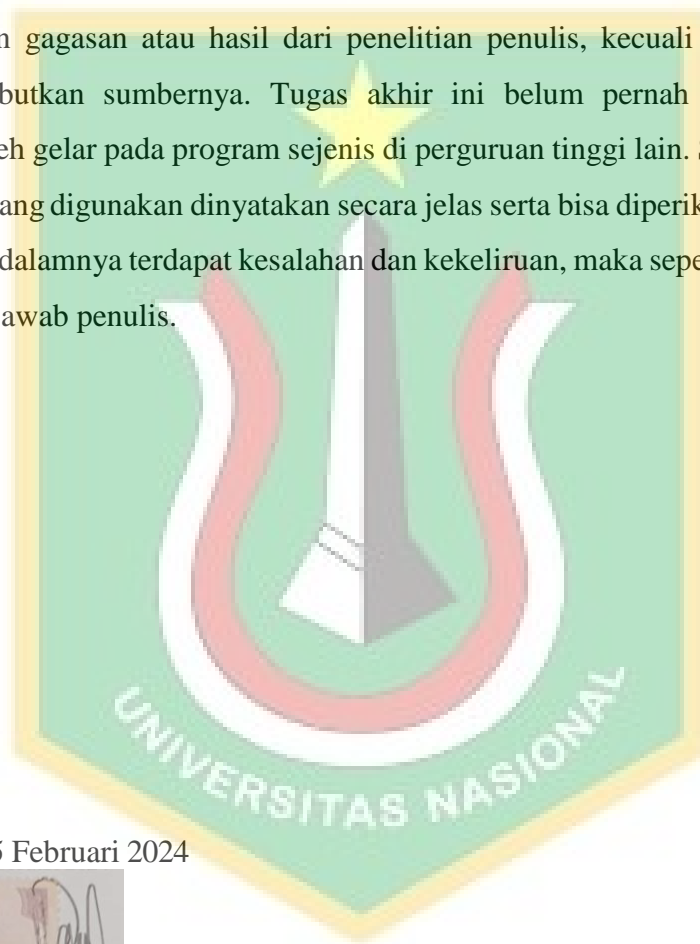 gagasan atau hasil dari penelitian penulis, kecuali
butkan sumbernya. Tugas akhir ini belum pernah
eh gelar pada program sejenis di perguruan tinggi lain.
ang digunakan dinyatakan secara jelas serta bisa diperik
dalamnya terdapat kesalahan dan kekeliruan, maka sepe
awab penulis.
UNIVERSITAS NASIONAL
Februari 2024